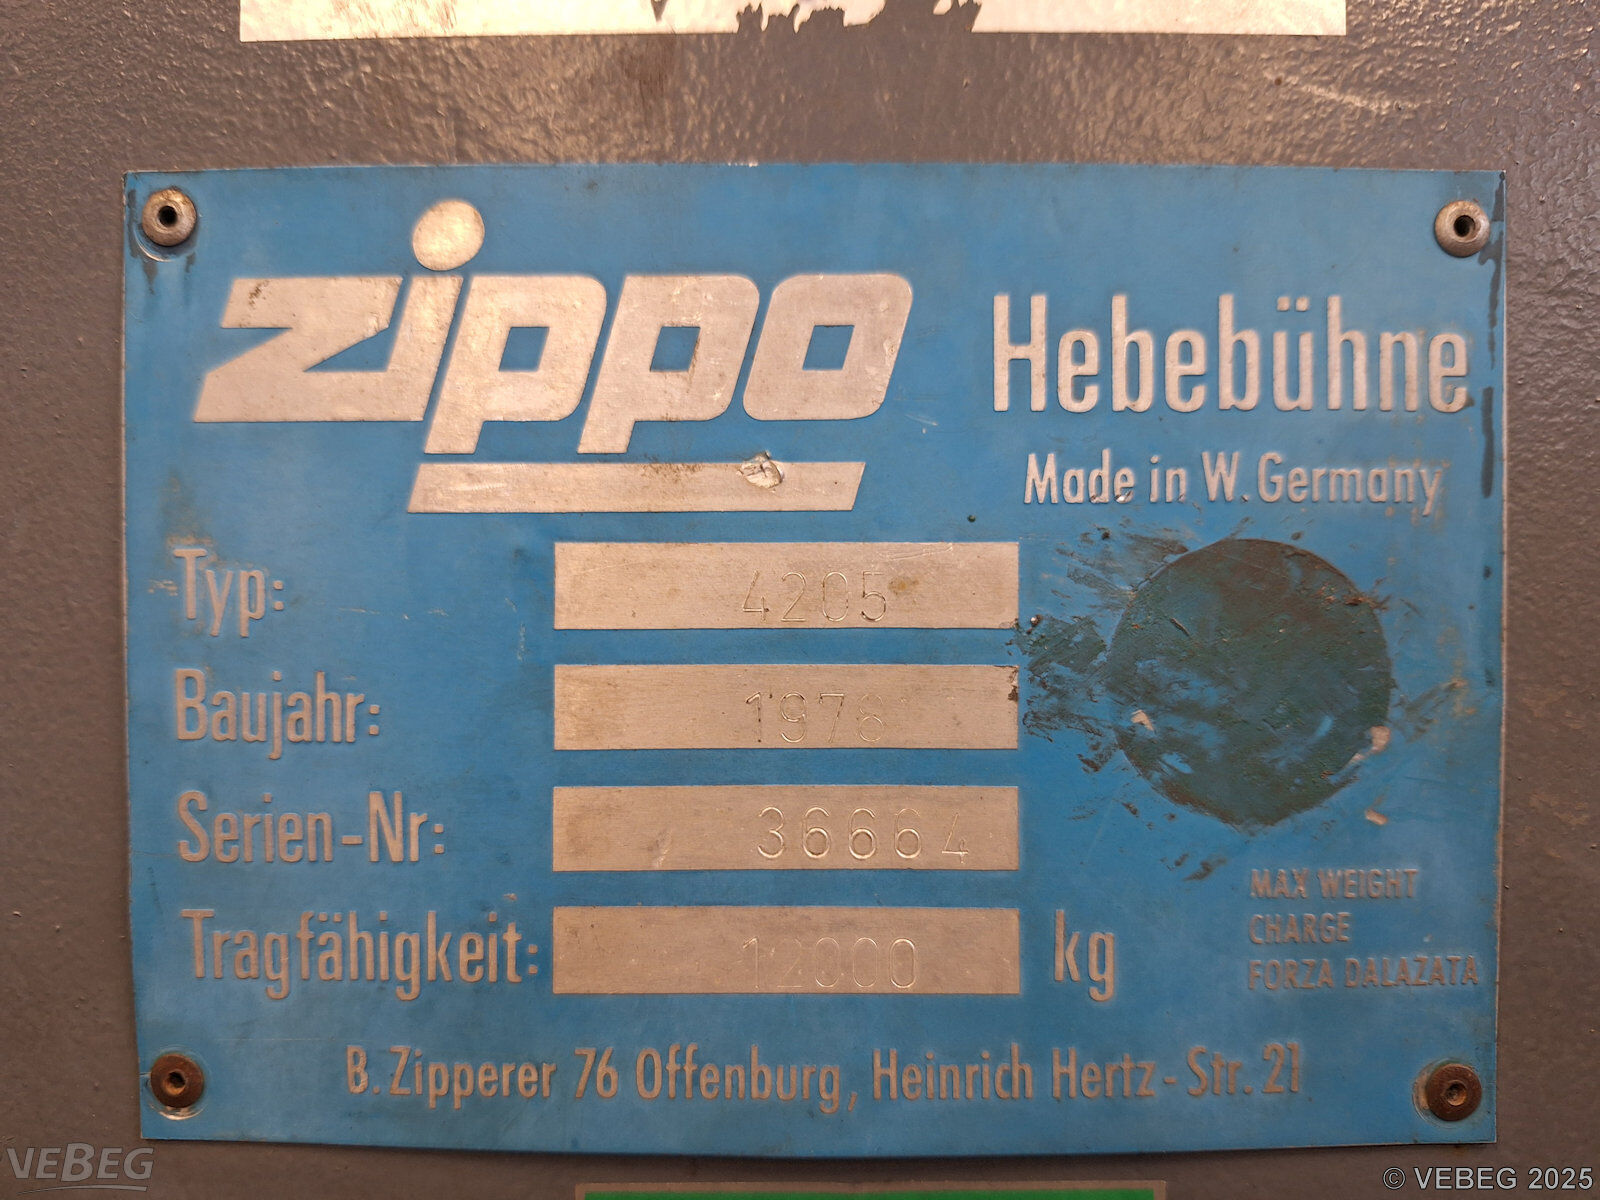 zippo Hebebühne
Made in W. Germany
Typ: 4205
Baujahr: 1978
Serien-Nr: 36664
Tragfähigkeit: 12000 kg
MAX WEIGHT
CHARGE
FORZA DALAZATA
B. Zipperer 76 Offenburg, Heinrich Hertz-Str. 21
VEBEG
© VEBEG 2025